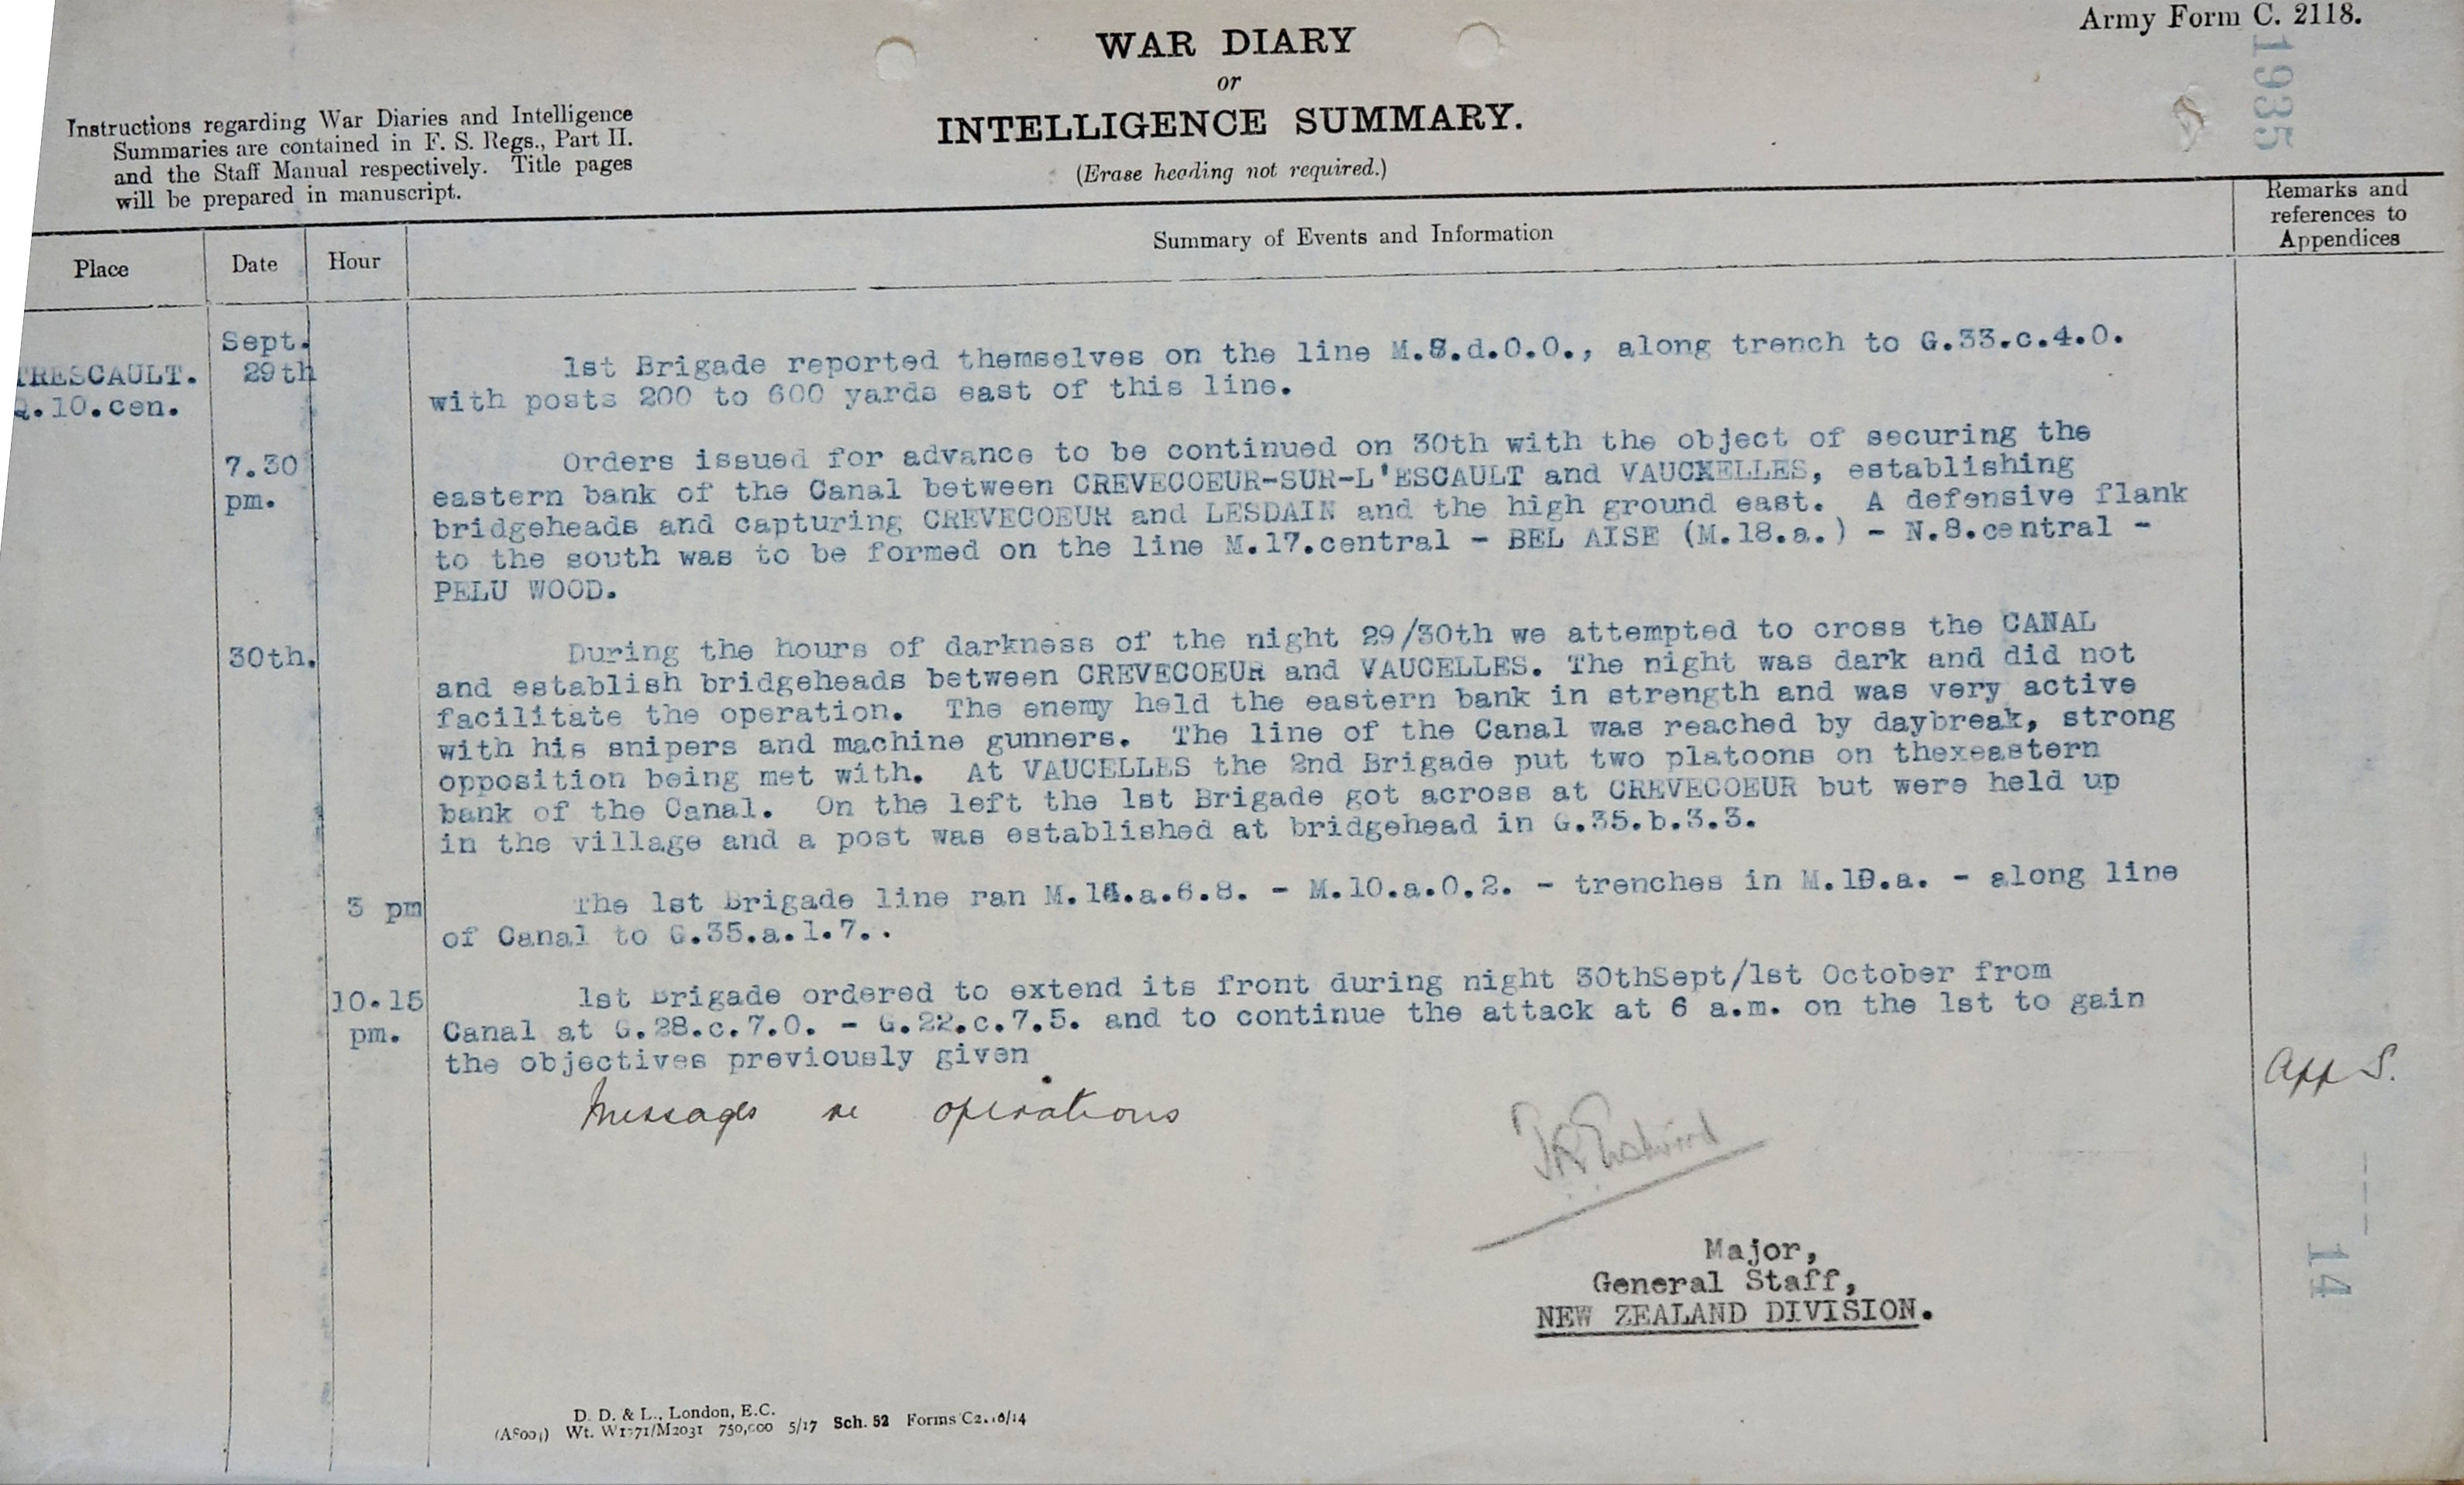 Army Form C. 2118.
WAR DIARY
or
INTELLIGENCE SUMMARY.
(Erase heading not required.)
1935
Instructions regarding War Diaries and Intelligence
Summaries are contained in F. S. Regs., Part II.
and the Staff Manual respectively. Title pages
will be prepared in manuscript.
Place
Date
Hour
Summary of Events and Information
Remarks and
references to
Appendices
TRESCAULT.
Q.10.cen.
Sept.
29th
1st Brigade reported themselves on the line M.8.d.0.0., along trench to G.33.c.4.0.
with posts 200 to 600 yards east of this line.
7.30
pm.
Orders issued for advance to be continued on 30th with the object of securing the
eastern bank of the Canal between CREVECOEUR-SUR-L'ESCAULT and VAUCKELLES, establishing
bridgeheads and capturing CREVECOEUR and LESDAIN and the high ground east. A defensive flank
to the south was to be formed on the line M.17.central - BEL AISE (M.18.a.) - N.8.central -
PELU WOOD.
30th.
During the hours of darkness of the night 29/30th we attempted to cross the CANAL
and establish bridgeheads between CREVECOEUR and VAUCELLES. The night was dark and did not
facilitate the operation. The enemy held the eastern bank in strength and was very active
with his snipers and machine gunners. The line of the Canal was reached by daybreak, strong
opposition being met with. At VAUCELLES the 2nd Brigade put two platoons on thexeastern
bank of the Canal. On the left the 1st Brigade got across at CREVECOEUR but were held up
in the village and a post was established at bridgehead in G.35.b.3.3.
3 pm
The 1st Brigade line ran - M.10.a.0.2. - trenches in - along line
of Canal to G.35.a.1.7..
10.15
pm.
1st Brigade ordered to extend its front during night 30thSept/1st October from
Canal at G.28.c.7.0. - G.22.c.7.5. and to continue the attack at 6 a.m. on the 1st to gain
the objectives previously given.
Messages re operations
App S.
Major,
General Staff,
NEW ZEALAND DIVISION.
14
D. D. & L., London, E.C.
Wt. W1771/M2031 750,000 5/17 Sch. 52 Forms